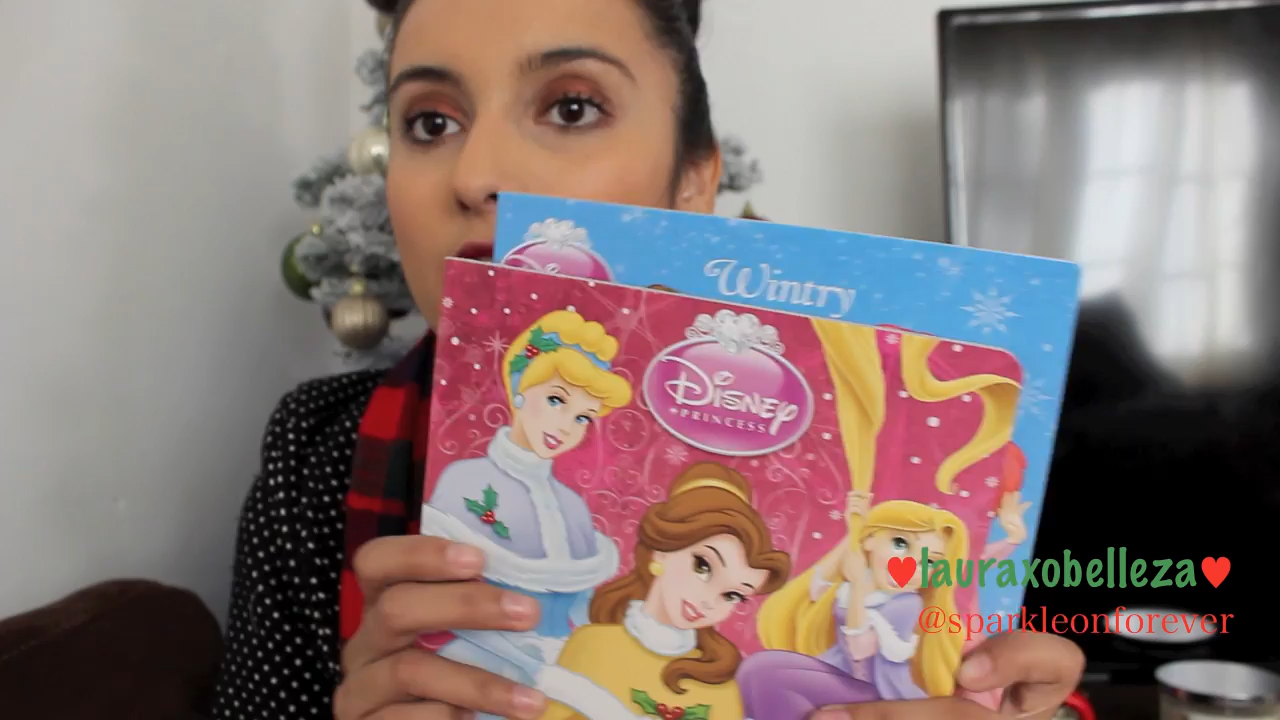 Wintry
Disney
PRINCESS
♥lauraxobelleza♥
@sparkleonforever